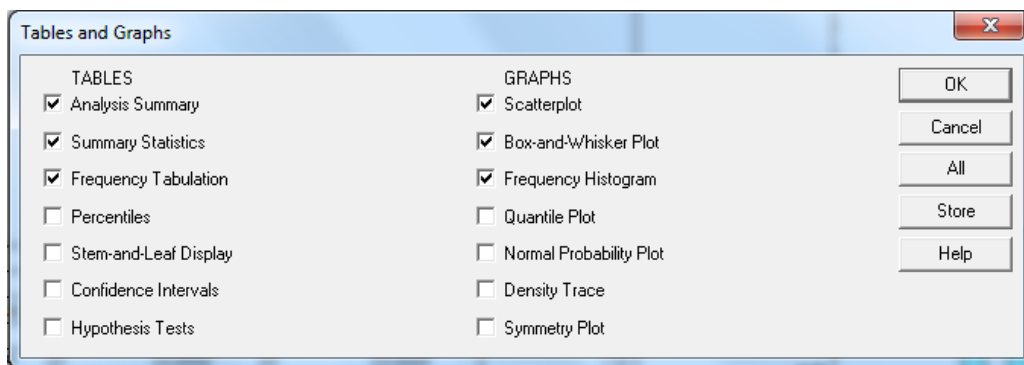 Tables and Graphs
TABLES
Analysis Summary
Summary Statistics
Frequency Tabulation
Percentiles
Stem-and-Leaf Display
Confidence Intervals
Hypothesis Tests
GRAPHS
Scatterplot
Box-and-Whisker Plot
Frequency Histogram
Quantile Plot
Normal Probability Plot
Density Trace
Symmetry Plot
OK
Cancel
All
Store
Help